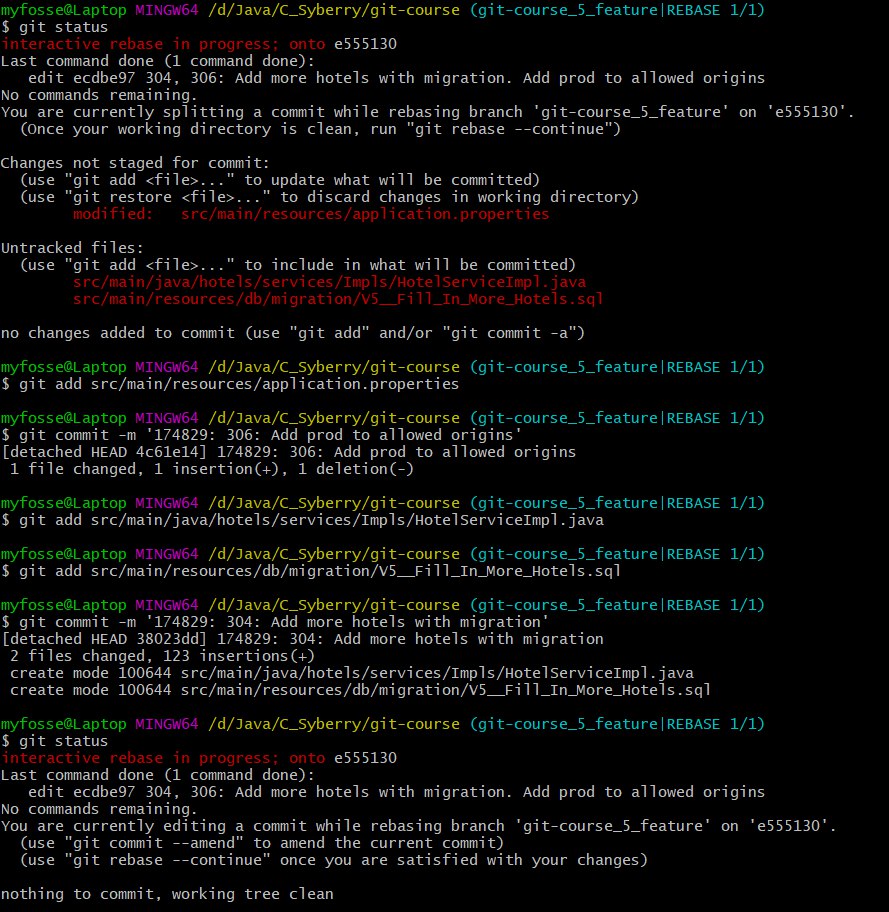 myfosse@Laptop MINGW64 /d/Java/C_Syberry/git-course (git-course_5_feature|REBASE 1/1)
$ git status
interactive rebase in progress; onto e555130
Last command done (1 command done):
   edit ecdbe97 304, 306: Add more hotels with migration. Add prod to allowed origins
No commands remaining.
You are currently splitting a commit while rebasing branch 'git-course_5_feature' on 'e555130'.
  (Once your working directory is clean, run "git rebase --continue")

Changes not staged for commit:
  (use "git add <file>..." to update what will be committed)
  (use "git restore <file>..." to discard changes in working directory)
        modified:   src/main/resources/application.properties

Untracked files:
  (use "git add <file>..." to include in what will be committed)
        src/main/java/hotels/services/Impls/HotelServiceImpl.java
        src/main/resources/db/migration/V5__Fill_In_More_Hotels.sql

no changes added to commit (use "git add" and/or "git commit -a")

myfosse@Laptop MINGW64 /d/Java/C_Syberry/git-course (git-course_5_feature|REBASE 1/1)
$ git add src/main/resources/application.properties

myfosse@Laptop MINGW64 /d/Java/C_Syberry/git-course (git-course_5_feature|REBASE 1/1)
$ git commit -m '174829: 306: Add prod to allowed origins'
[detached HEAD 4c61e14] 174829: 306: Add prod to allowed origins
 1 file changed, 1 insertion(+), 1 deletion(-)

myfosse@Laptop MINGW64 /d/Java/C_Syberry/git-course (git-course_5_feature|REBASE 1/1)
$ git add src/main/java/hotels/services/Impls/HotelServiceImpl.java

myfosse@Laptop MINGW64 /d/Java/C_Syberry/git-course (git-course_5_feature|REBASE 1/1)
$ git add src/main/resources/db/migration/V5__Fill_In_More_Hotels.sql

myfosse@Laptop MINGW64 /d/Java/C_Syberry/git-course (git-course_5_feature|REBASE 1/1)
$ git commit -m '174829: 304: Add more hotels with migration'
[detached HEAD 38023dd] 174829: 304: Add more hotels with migration
 2 files changed, 123 insertions(+)
 create mode 100644 src/main/java/hotels/services/Impls/HotelServiceImpl.java
 create mode 100644 src/main/resources/db/migration/V5__Fill_In_More_Hotels.sql

myfosse@Laptop MINGW64 /d/Java/C_Syberry/git-course (git-course_5_feature|REBASE 1/1)
$ git status
interactive rebase in progress; onto e555130
Last command done (1 command done):
   edit ecdbe97 304, 306: Add more hotels with migration. Add prod to allowed origins
No commands remaining.
You are currently editing a commit while rebasing branch 'git-course_5_feature' on 'e555130'.
  (use "git commit --amend" to amend the current commit)
  (use "git rebase --continue" once you are satisfied with your changes)

nothing to commit, working tree clean